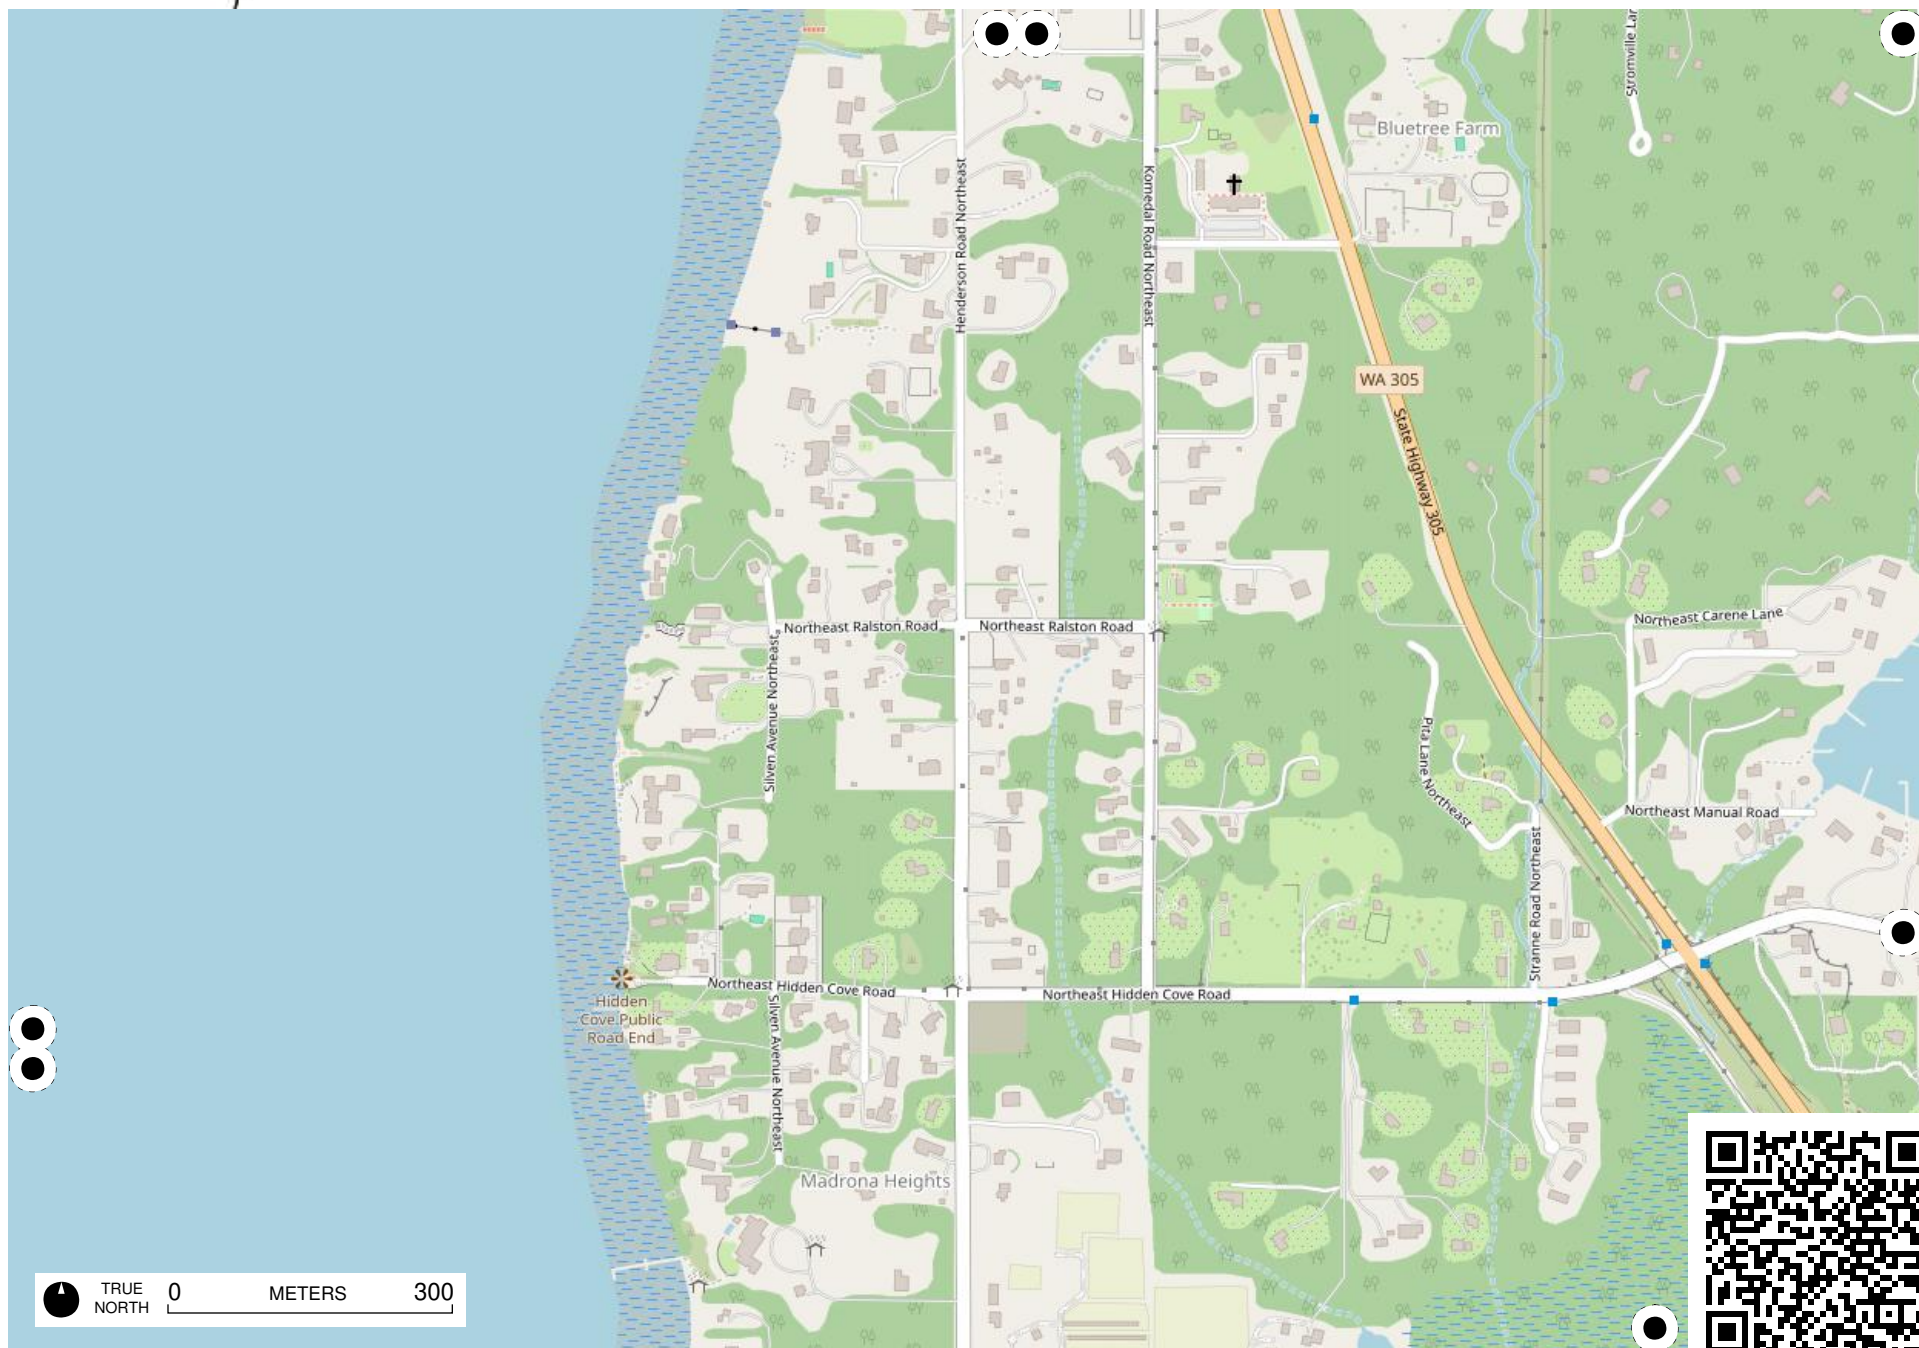 Stromville Lan
Bluetree Farm
Henderson Road Northeast
Komedal Road Northeast
WA 305
State Highway 305
Northeast Ralston Road
Northeast Ralston Road
Northeast Carene Lane
Silven Avenue Northeast
Pita Lane Northeast
Northeast Manual Road
Stranne Road Northeast
Northeast Hidden Cove Road
Northeast Hidden Cove Road
Hidden
Cove Public
Road End
Silven Avenue Northeast
Madrona Heights
TRUE
NORTH
0 METERS 300